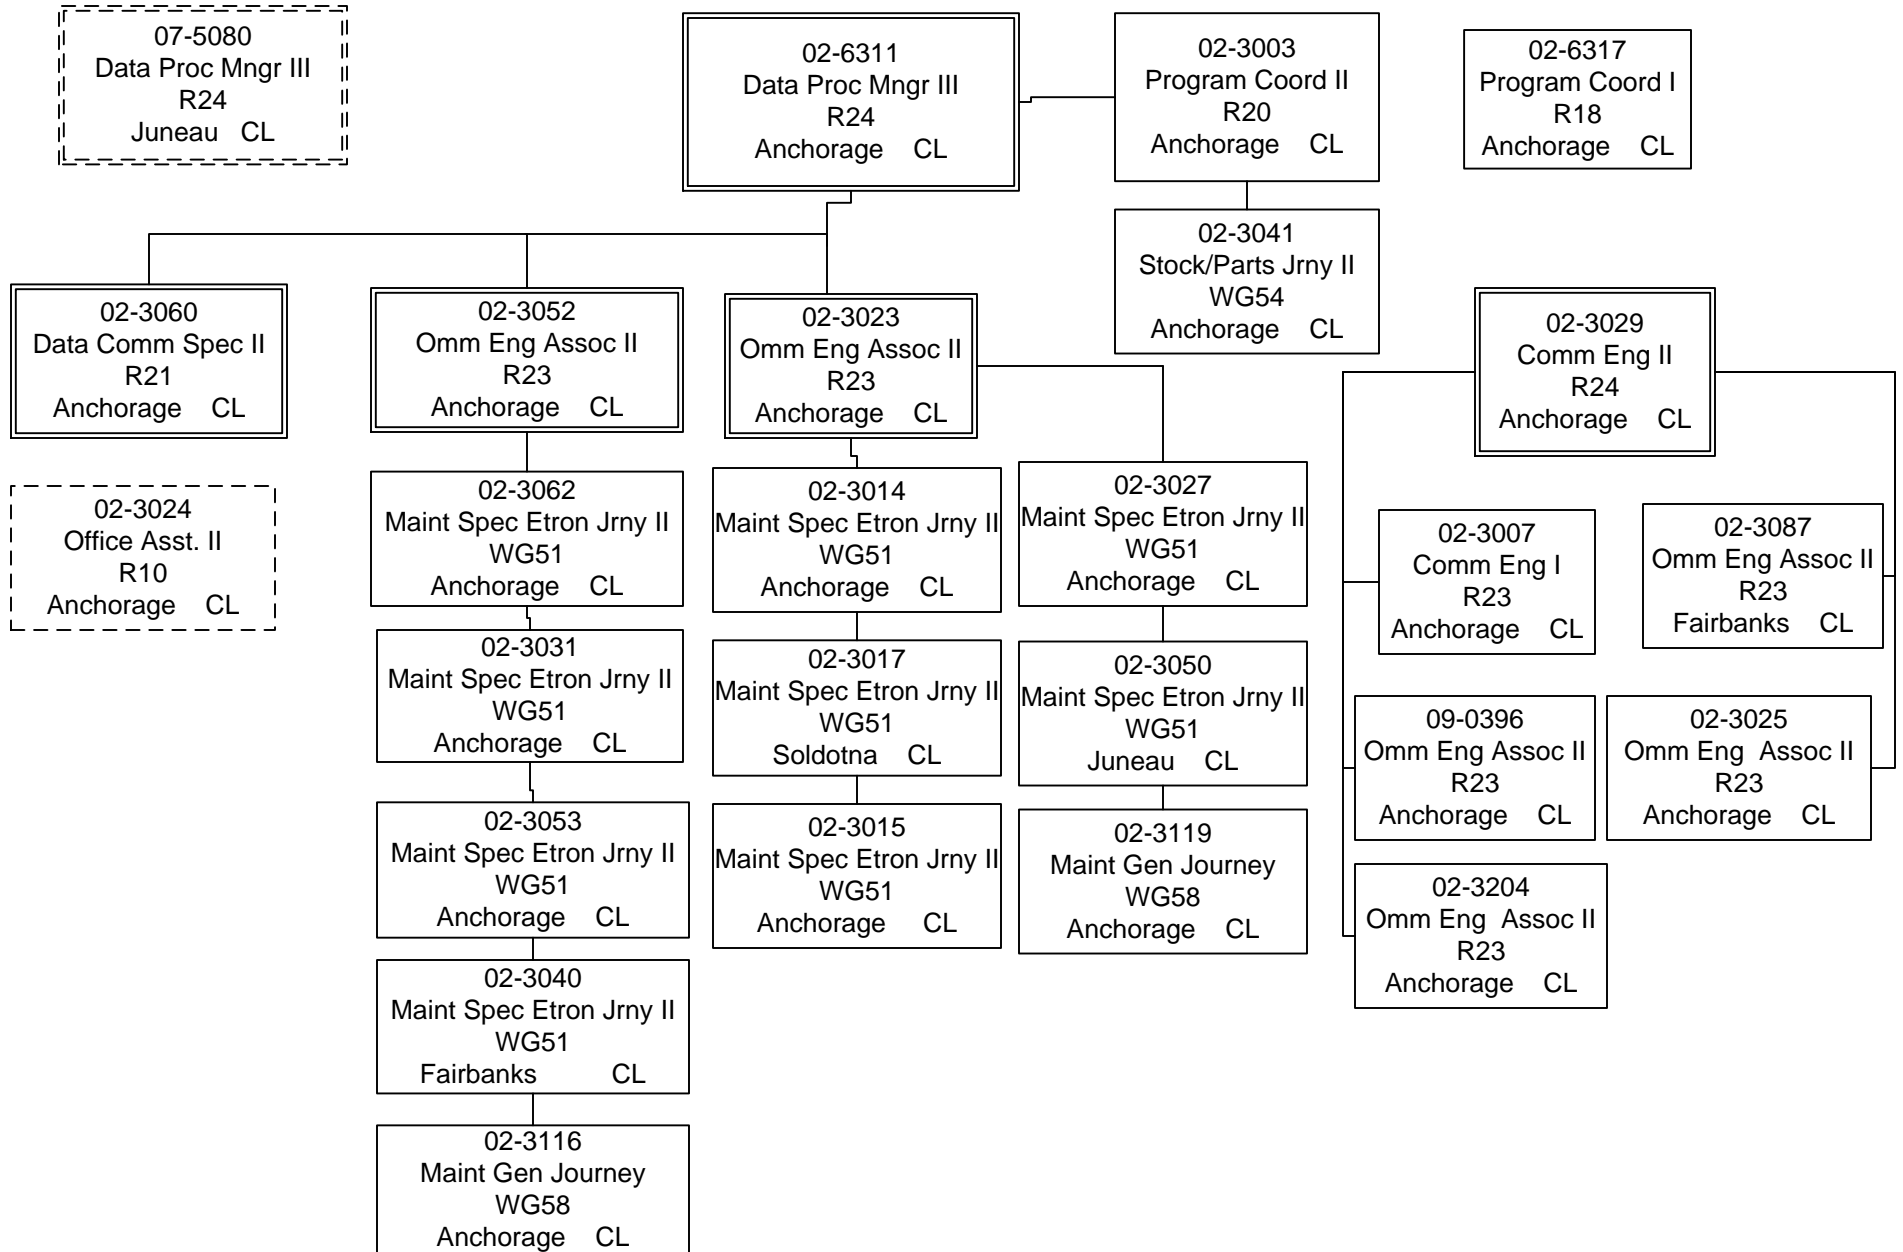 07-5080
Data Proc Mngr III
R24
Juneau CL
02-6311
Data Proc Mngr III
R24
Anchorage CL
02-3003
Program Coord II
R20
Anchorage CL
02-6317
Program Coord I
R18
Anchorage CL
02-3041
Stock/Parts Jrny II
WG54
Anchorage CL
02-3060
Data Comm Spec II
R21
Anchorage CL
02-3052
Omm Eng Assoc II
R23
Anchorage CL
02-3023
Omm Eng Assoc II
R23
Anchorage CL
02-3029
Comm Eng II
R24
Anchorage CL
02-3024
Office Asst. II
R10
Anchorage CL
02-3062
Maint Spec Etron Jrny II
WG51
Anchorage CL
02-3014
Maint Spec Etron Jrny II
WG51
Anchorage CL
02-3027
Maint Spec Etron Jrny II
WG51
Anchorage CL
02-3007
Comm Eng I
R23
Anchorage CL
02-3087
Omm Eng Assoc II
R23
Fairbanks CL
02-3031
Maint Spec Etron Jrny II
WG51
Anchorage CL
02-3017
Maint Spec Etron Jrny II
WG51
Soldotna CL
02-3050
Maint Spec Etron Jrny II
WG51
Juneau CL
09-0396
Omm Eng Assoc II
R23
Anchorage CL
02-3025
Omm Eng Assoc II
R23
Anchorage CL
02-3053
Maint Spec Etron Jrny II
WG51
Anchorage CL
02-3015
Maint Spec Etron Jrny II
WG51
Anchorage CL
02-3119
Maint Gen Journey
WG58
Anchorage CL
02-3204
Omm Eng Assoc II
R23
Anchorage CL
02-3040
Maint Spec Etron Jrny II
WG51
Fairbanks CL
02-3116
Maint Gen Journey
WG58
Anchorage CL